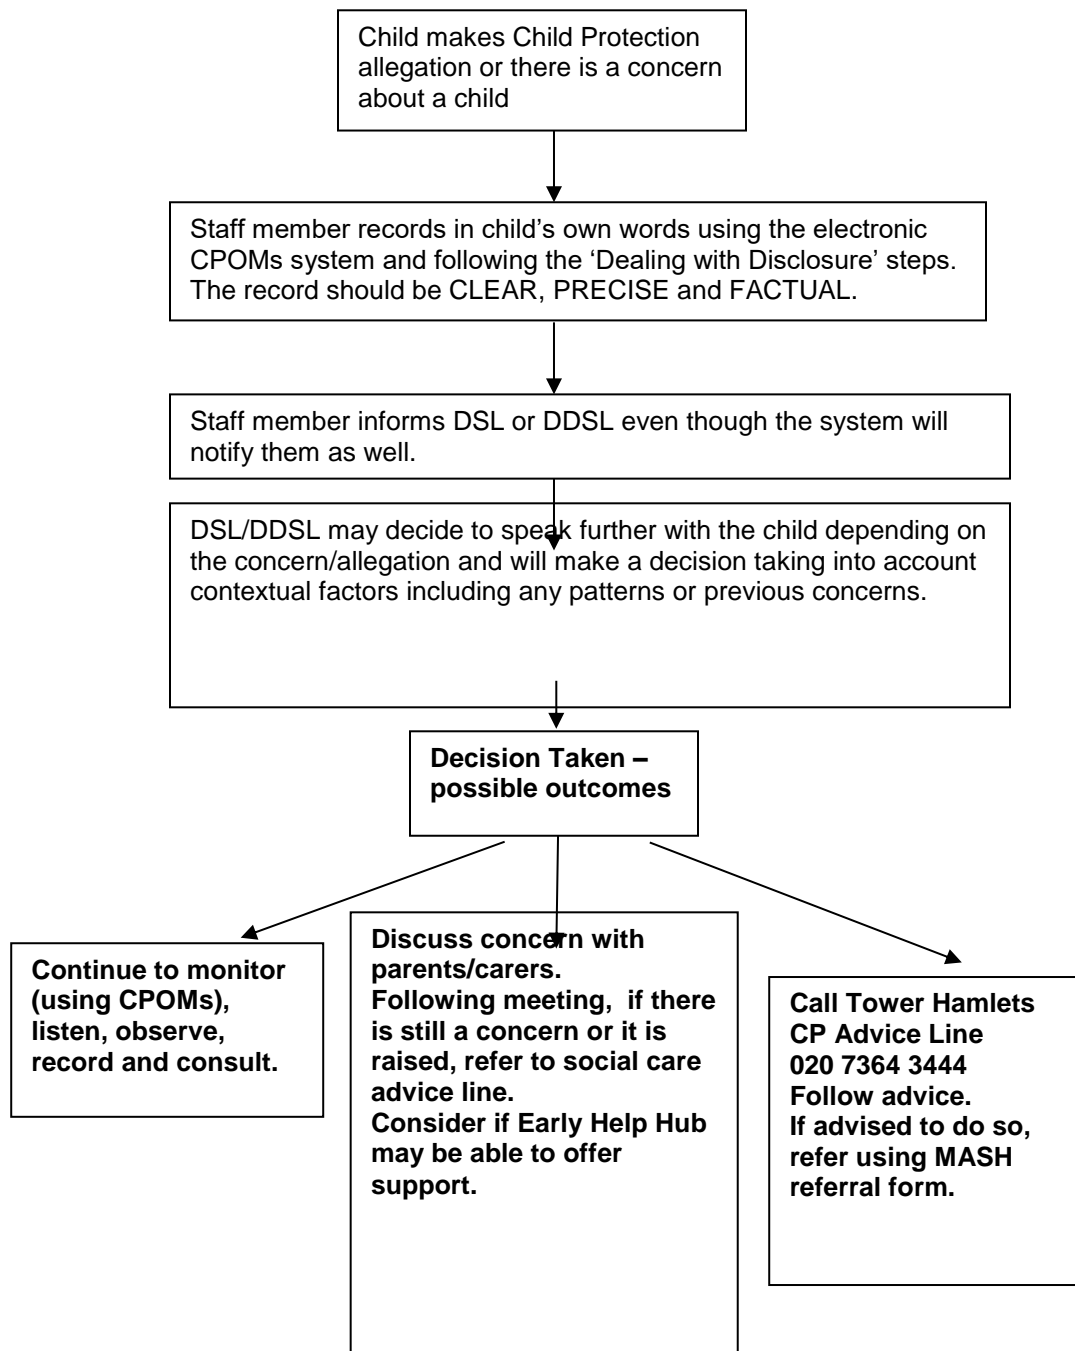 Child makes Child Protection
allegation or there is a concern
about a child
Staff member records in child’s own words using the electronic
CPOMs system and following the ‘Dealing with Disclosure’ steps.
The record should be CLEAR, PRECISE and FACTUAL.
Staff member informs DSL or DDSL even though the system will
notify them as well.
DSL/DDSL may decide to speak further with the child depending on
the concern/allegation and will make a decision taking into account
contextual factors including any patterns or previous concerns.
Decision Taken –
possible outcomes
Continue to monitor
(using CPOMs),
listen, observe,
record and consult.
Discuss concern with
parents/carers.
Following meeting,  if there
is still a concern or it is
raised, refer to social care
advice line.
Consider if Early Help Hub
may be able to offer
support.
Call Tower Hamlets
CP Advice Line
020 7364 3444
Follow advice.
If advised to do so,
refer using MASH
referral form.